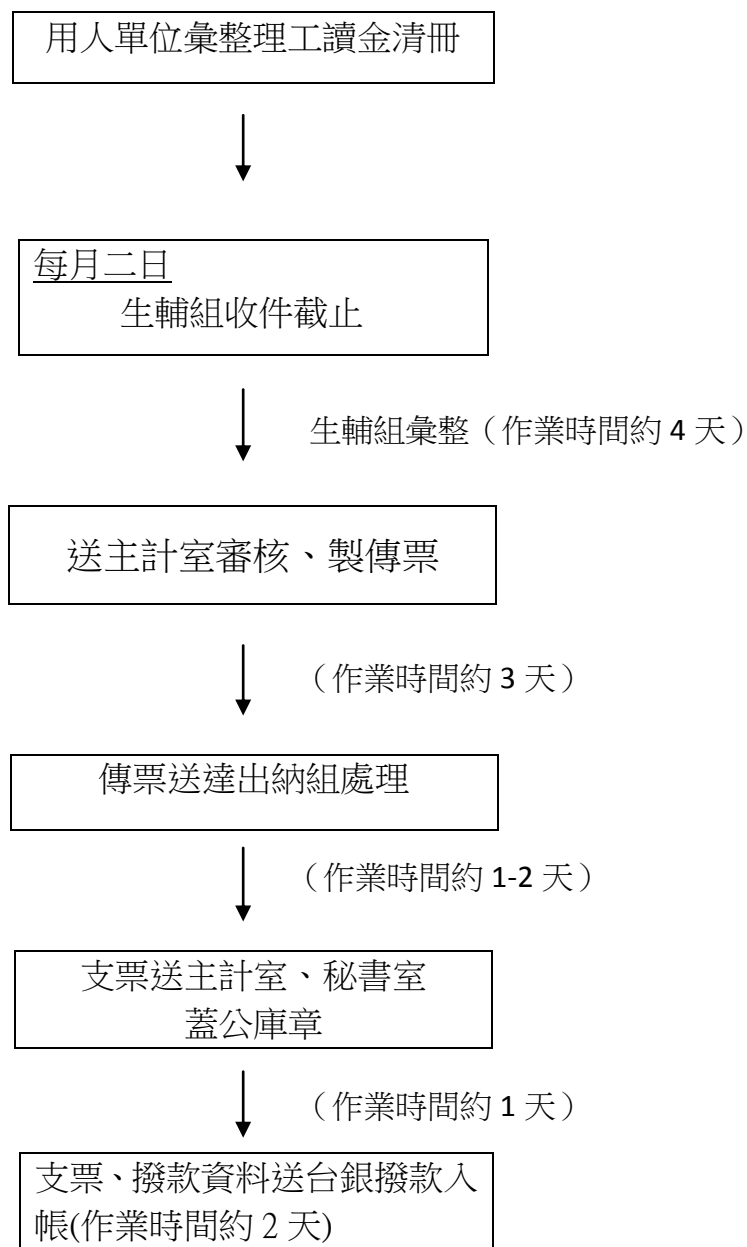 用人單位彙整理工讀金清冊
每月二日
生輔組收件截止
生輔組彙整（作業時間約 4 天）
送主計室審核、製傳票
（作業時間約 3 天）
傳票送達出納組處理
（作業時間約 1-2 天）
支票送主計室、秘書室
蓋公庫章
（作業時間約 1 天）
支票、撥款資料送台銀撥款入
帳(作業時間約 2 天)